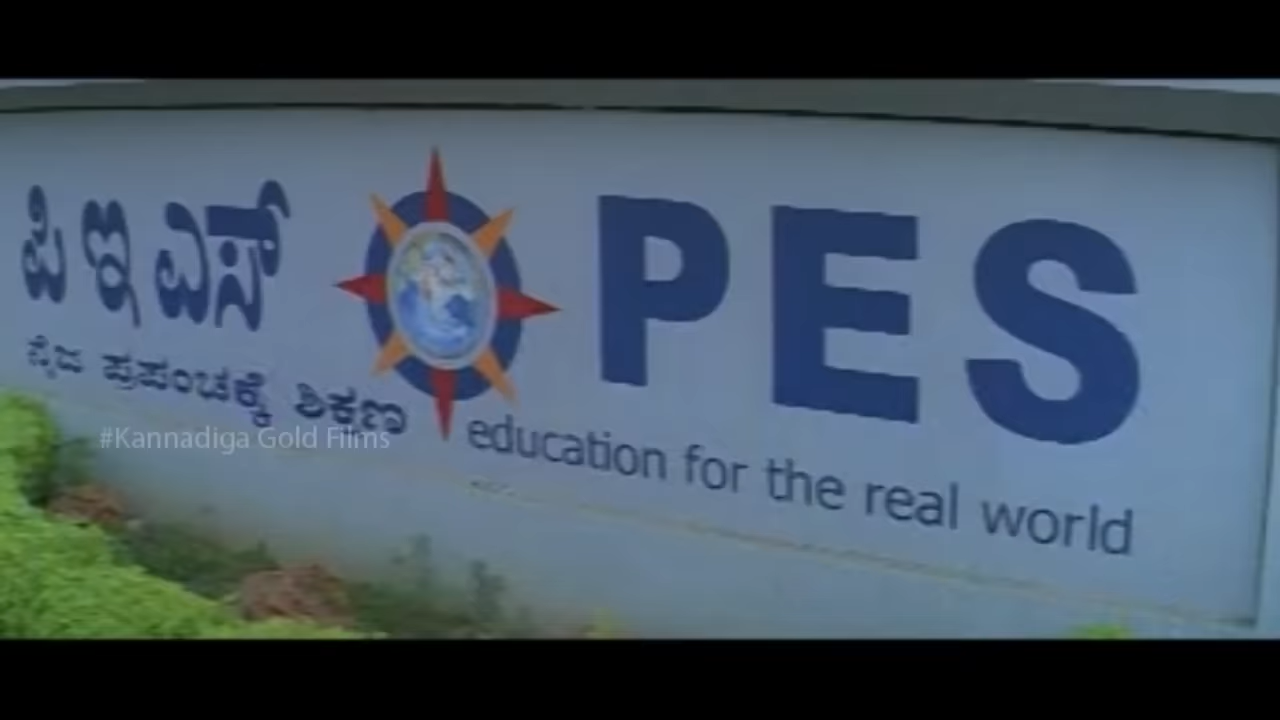 ಪಿ ಇ ಎಸ್
ನೈಜ ಪ್ರಪಂಚಕ್ಕೆ ಶಿಕ್ಷಣ
PES
education for the real world
#Kannadiga Gold Films